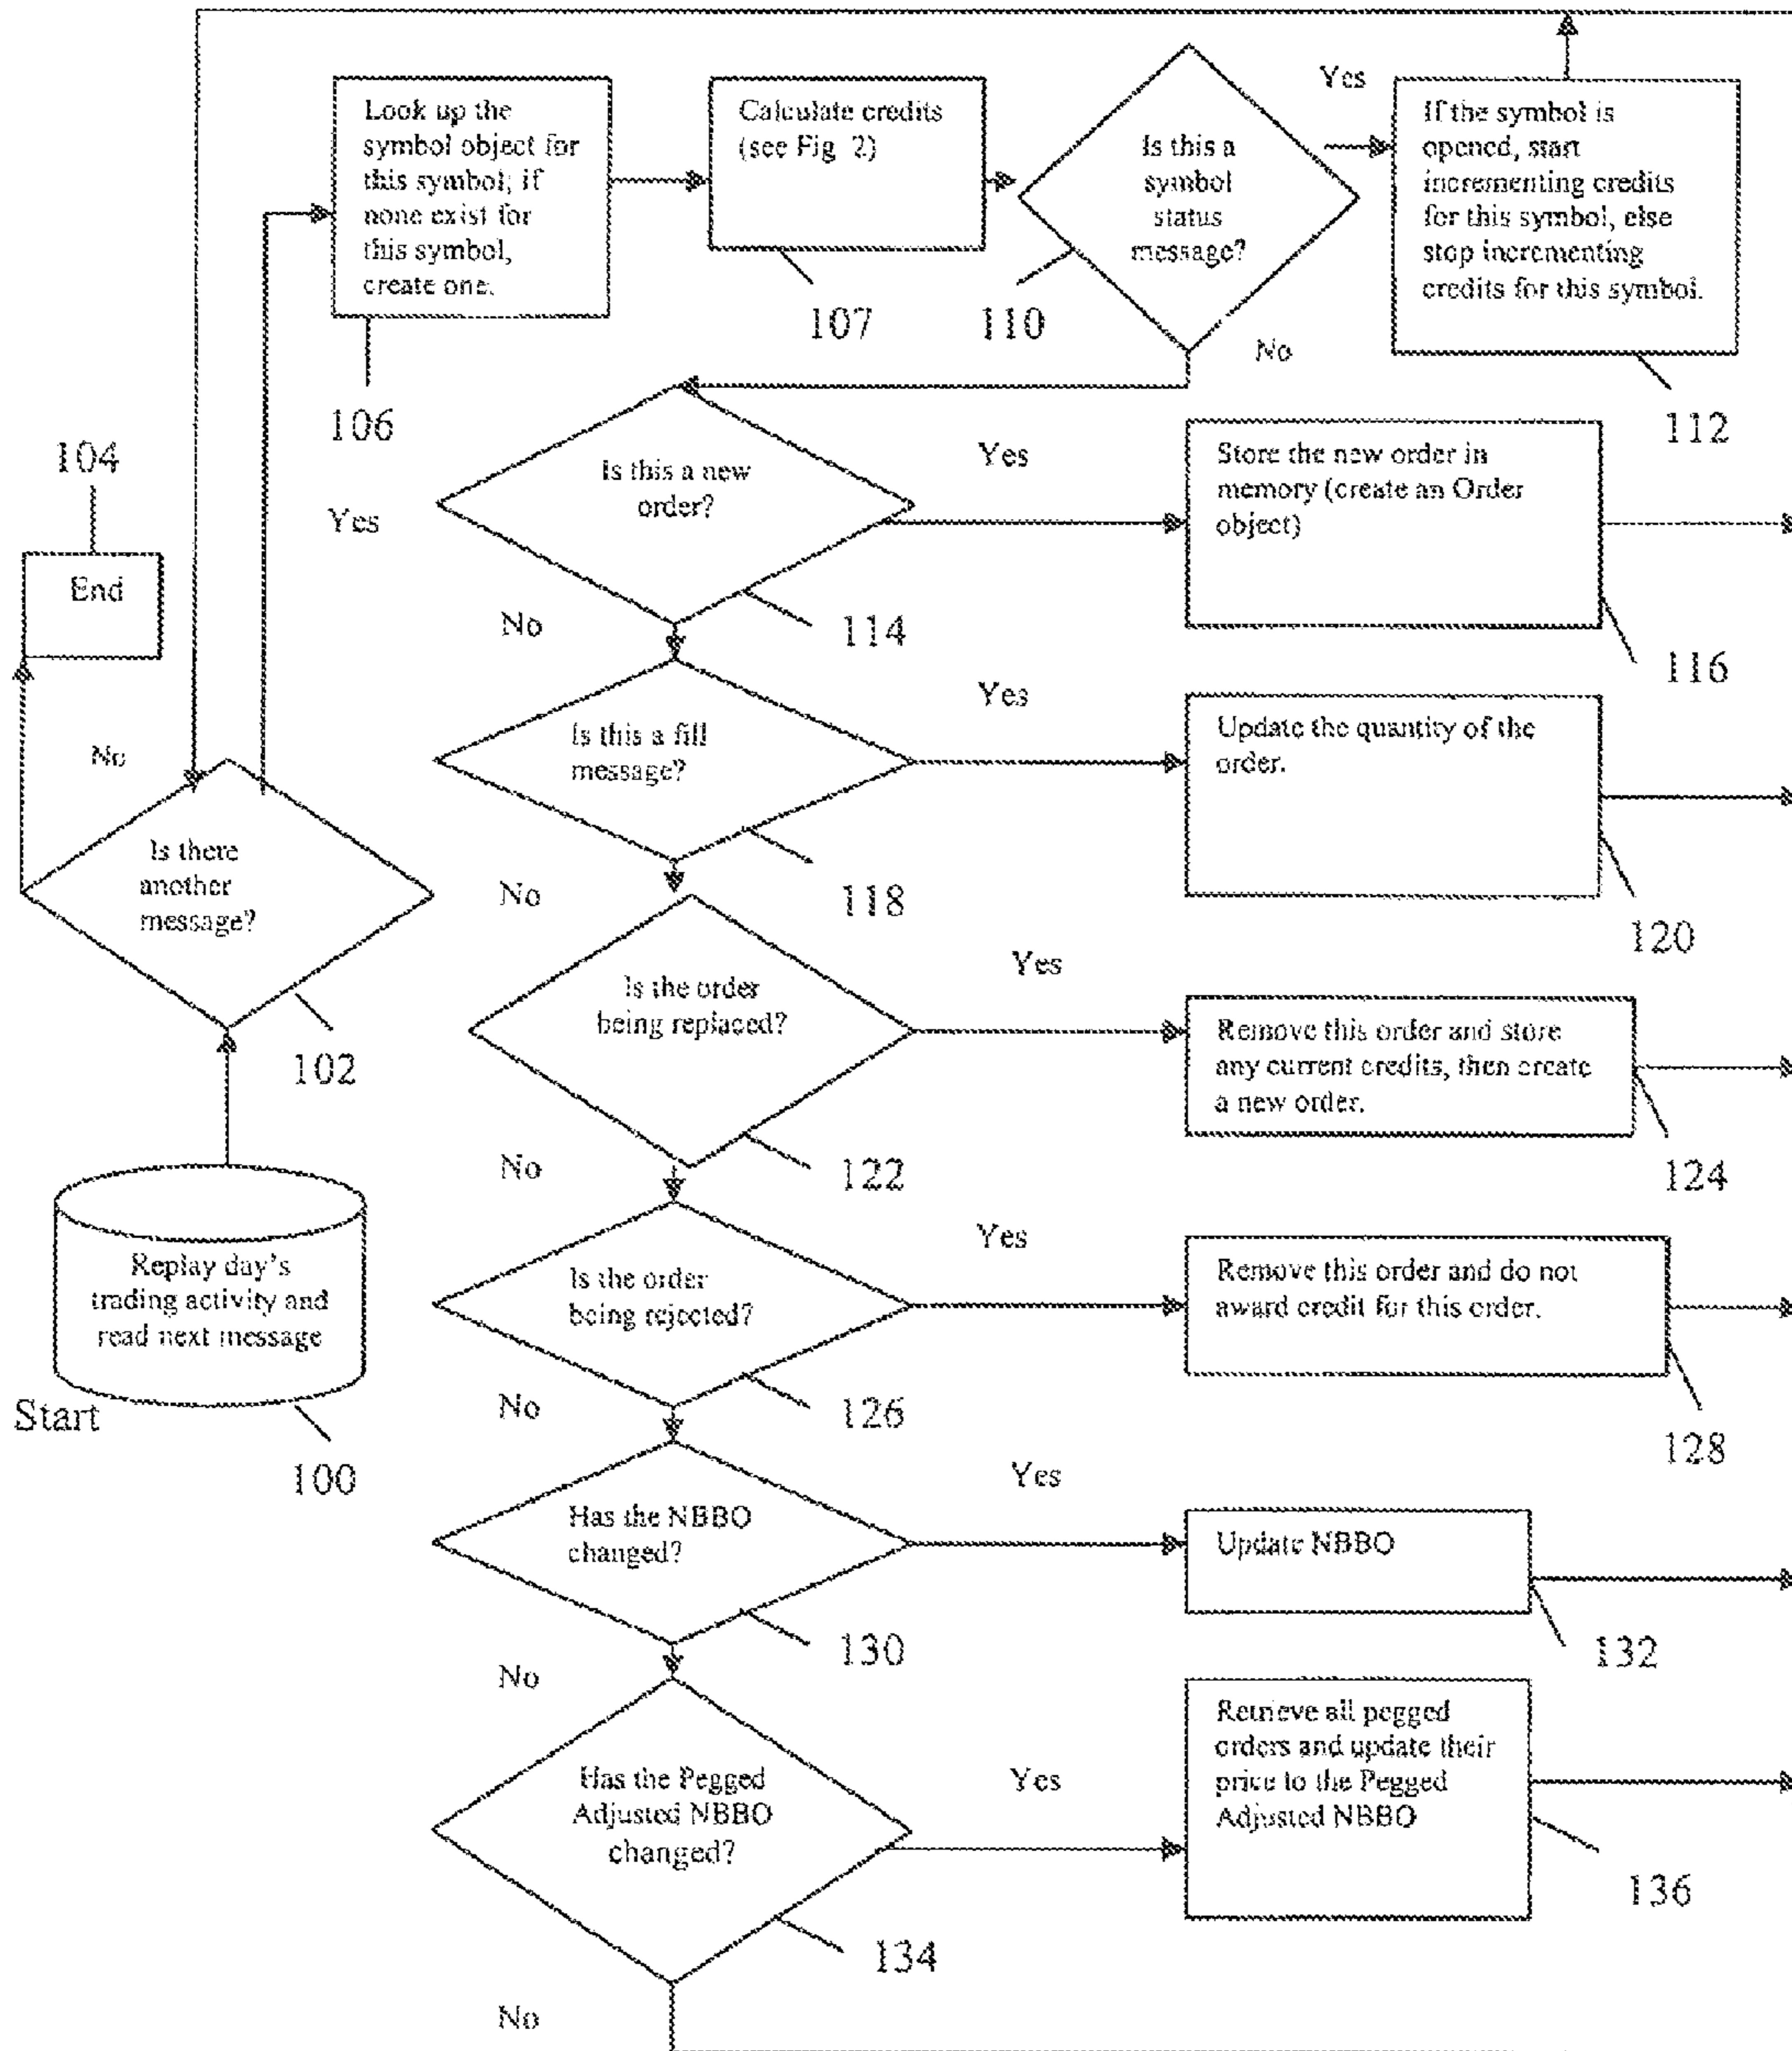 Look up the
symbol object for
this symbol; if
none exist for
this symbol,
create one.
106
Calculate credits
(see Fig. 2)
107
Is this a
symbol
status
message?
110
Yes
No
If the symbol is
opened, start
incrementing credits
for this symbol, else
stop incrementing
credits for this symbol.
112
104
End
No
Yes
Is there
another
message?
102
Replay day's
trading activity and
read next message
Start
100
Is this a new
order?
Yes
No
114
Store the new order in
memory (create an Order
object)
116
Is this a fill
message?
Yes
No
118
Update the quantity of the
order.
120
Is the order
being replaced?
Yes
No
122
Remove this order and store
any current credits, then create
a new order.
124
Is the order
being rejected?
Yes
No
126
Remove this order and do not
award credit for this order.
128
Has the NBBO
changed?
Yes
No
130
Update NBBO
132
Has the Pegged
Adjusted NBBO
changed?
Yes
No
134
Retrieve all pegged
orders and update their
price to the Pegged
Adjusted NBBO
136